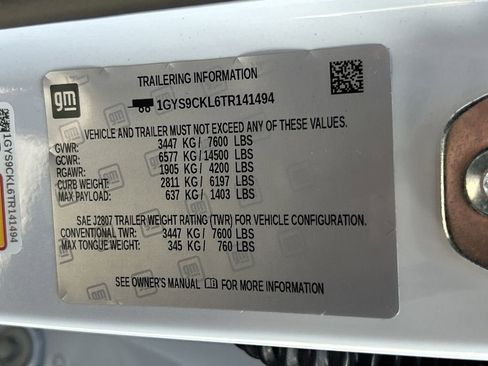 TRAILERING INFORMATION
gm
1GYS9CKL6TR141494
VEHICLE AND TRAILER MUST NOT EXCEED ANY OF THESE VALUES.
GVWR: 3447 KG / 7600 LBS
GCWR: 6577 KG / 14500 LBS
RGAWR: 1905 KG / 4200 LBS
CURB WEIGHT: 2811 KG / 6197 LBS
MAX PAYLOAD: 637 KG / 1403 LBS
SAE J2807 TRAILER WEIGHT RATING (TWR) FOR VEHICLE CONFIGURATION.
CONVENTIONAL TWR: 3447 KG / 7600 LBS
MAX TONGUE WEIGHT: 345 KG / 760 LBS
SEE OWNER'S MANUAL FOR MORE INFORMATION
1GYS9CKL6TR141494